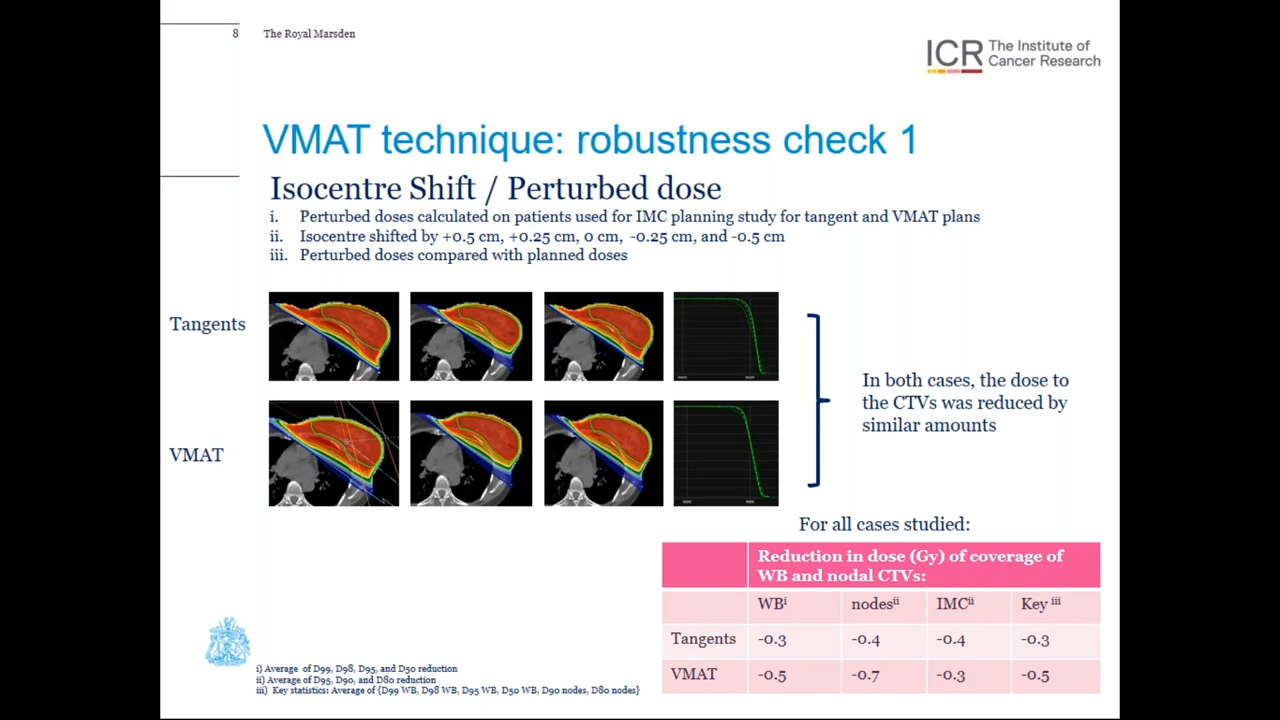 8 The Royal Marsden
ICR The Institute of
Cancer Research
VMAT technique: robustness check 1
Isocentre Shift / Perturbed dose
i. Perturbed doses calculated on patients used for IMC planning study for tangent and VMAT plans
ii. Isocentre shifted by +0.5 cm, +0.25 cm, 0 cm, -0.25 cm, and -0.5 cm
iii. Perturbed doses compared with planned doses
Tangents
VMAT
In both cases, the dose to
the CTVs was reduced by
similar amounts
For all cases studied:
Reduction in dose (Gy) of coverage of
WB and nodal CTVs:
WBⁱ nodesⁱⁱ IMCⁱⁱ Key ⁱⁱⁱ
Tangents -0.3 -0.4 -0.4 -0.3
VMAT -0.5 -0.7 -0.3 -0.5
i) Average of D99, D98, D95, and D50 reduction
ii) Average of D95, D90, and D80 reduction
iii) Key statistics: Average of {D99 WB, D98 WB, D95 WB, D50 WB, D90 nodes, D80 nodes}